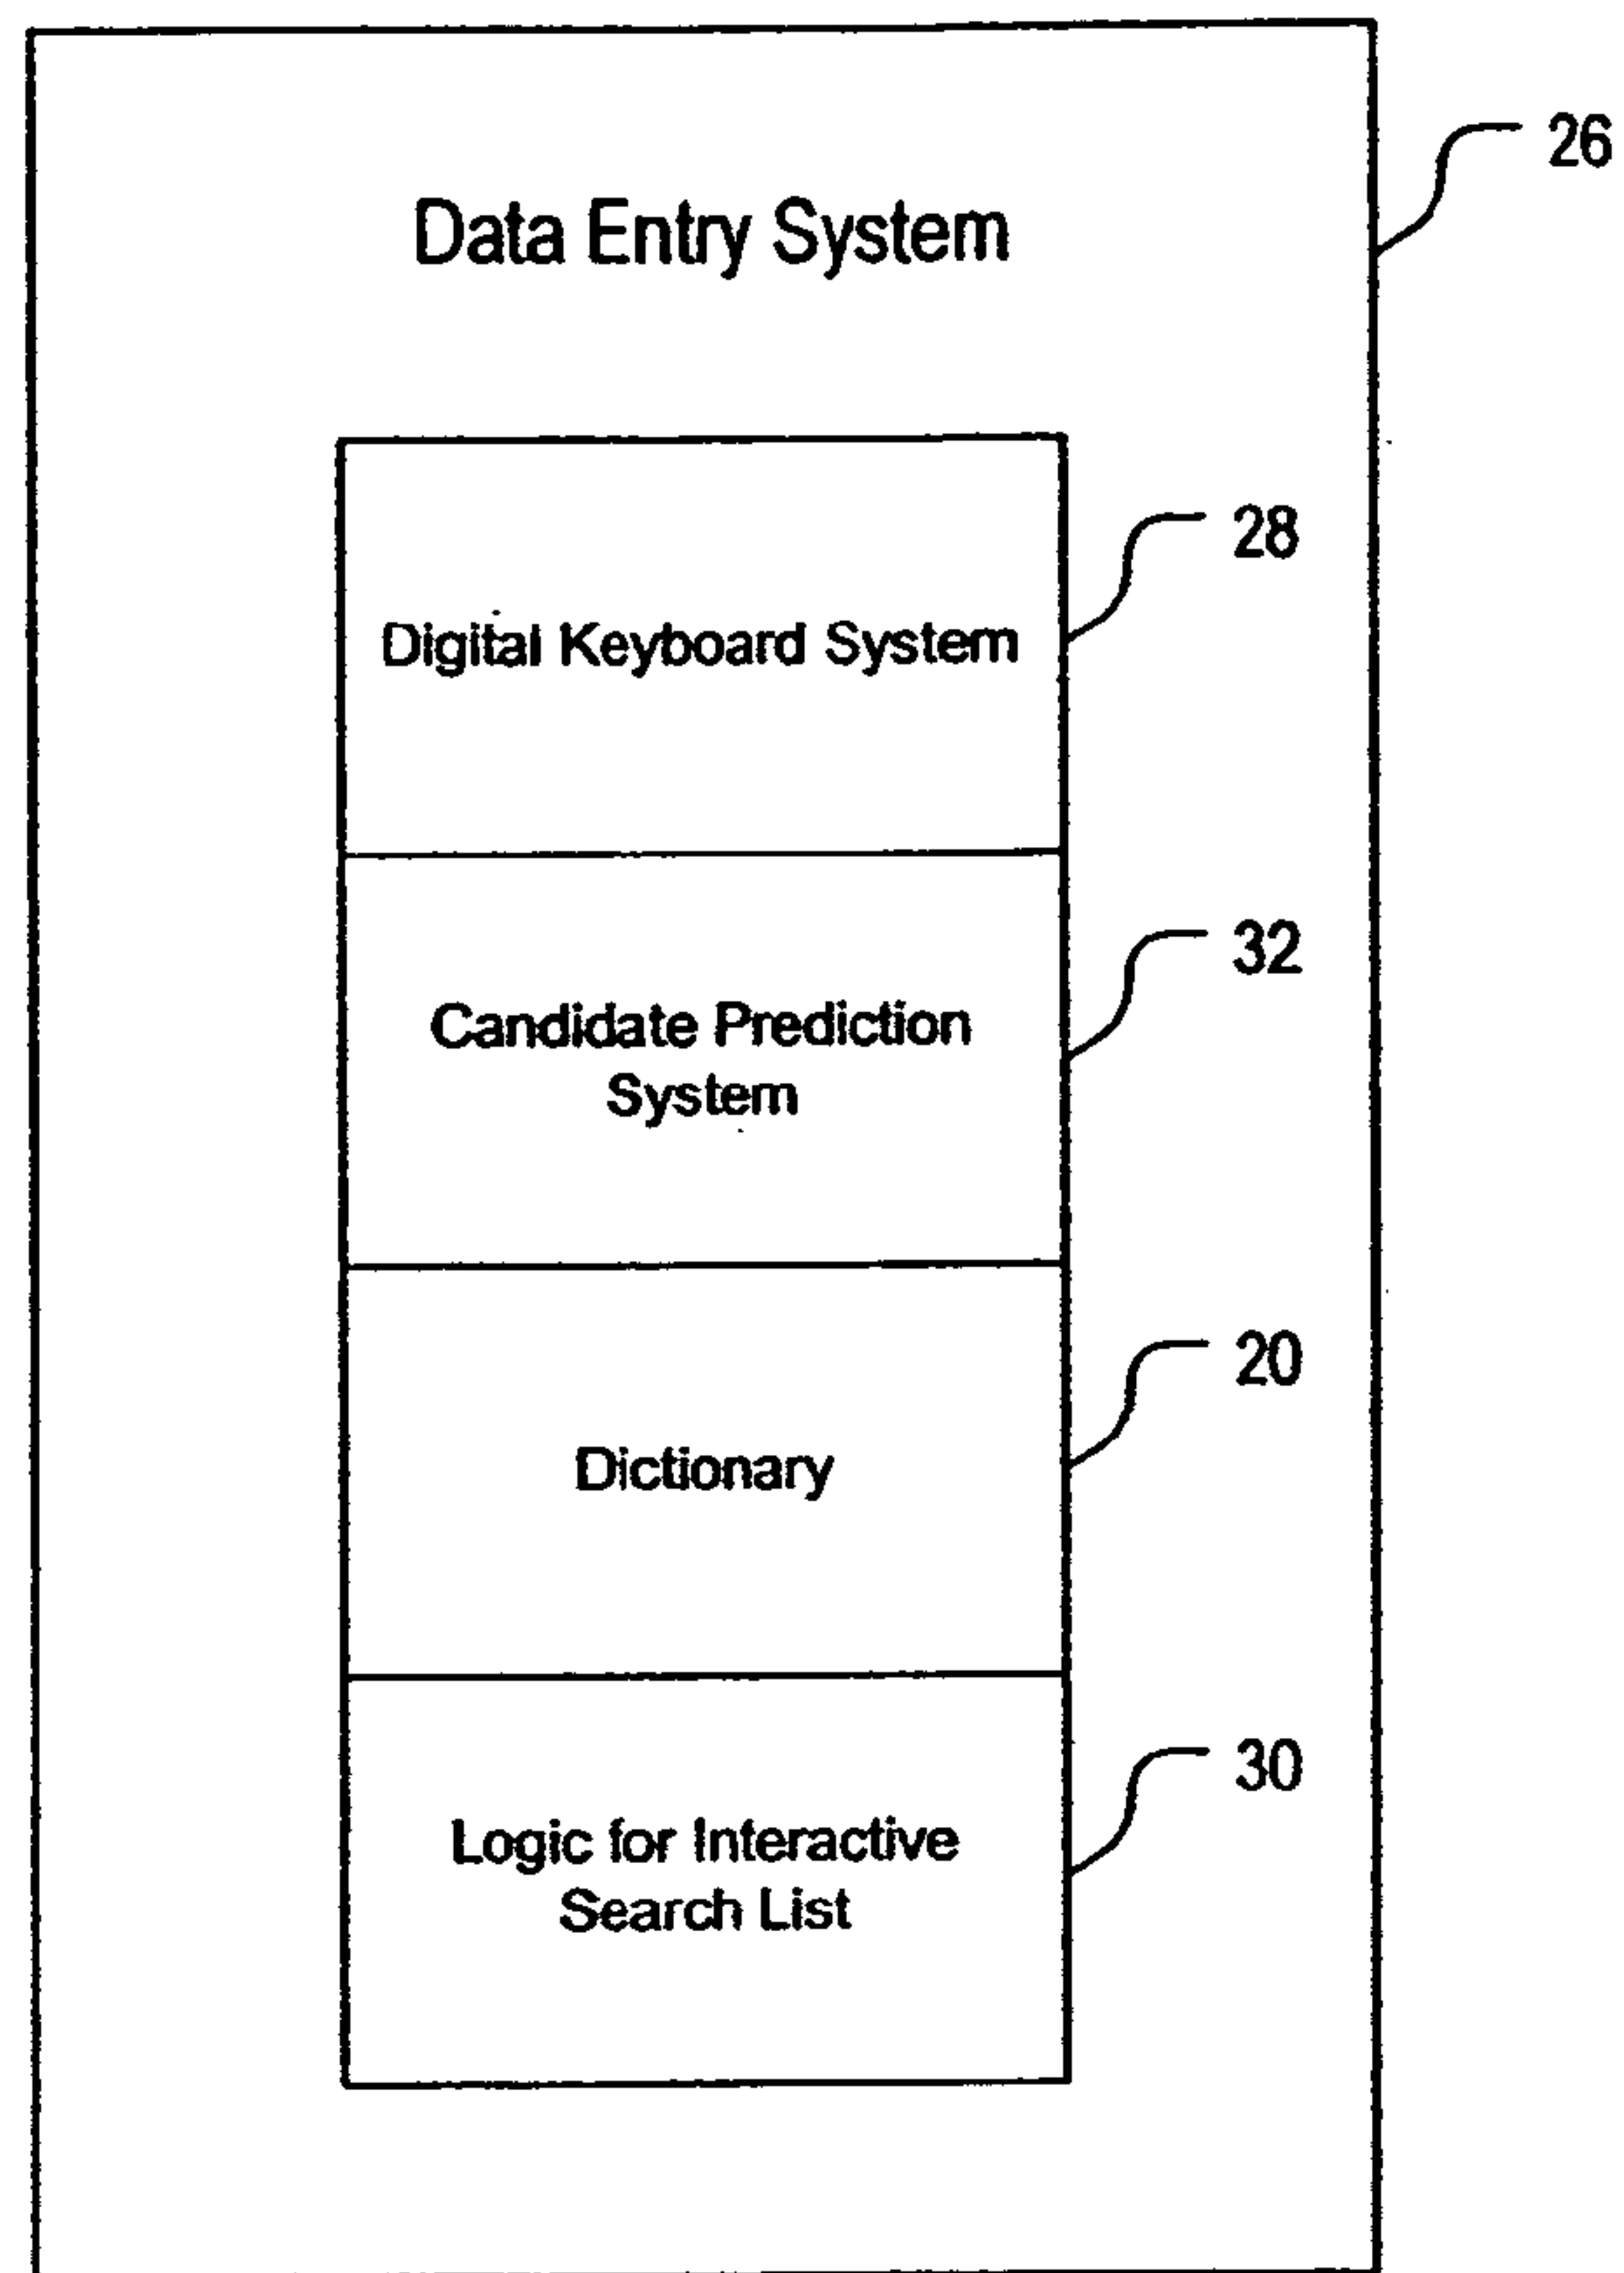 26
Data Entry System
28
Digital Keyboard System
32
Candidate Prediction
System
20
Dictionary
30
Logic for Interactive
Search List